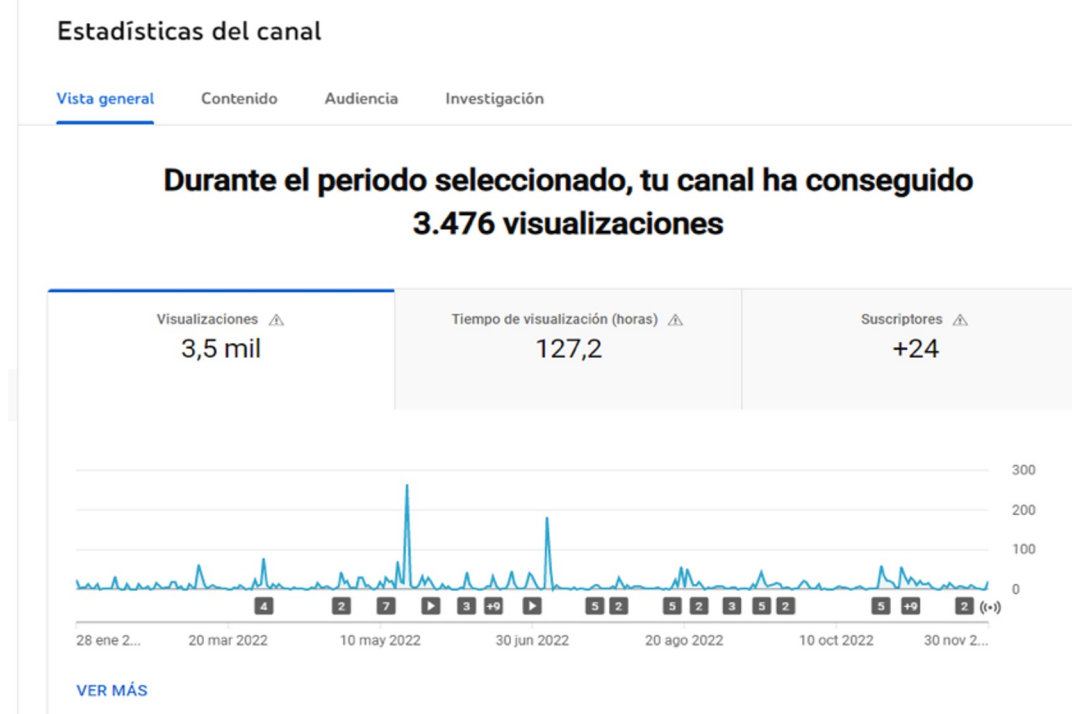 Estadísticas del canal
Vista general Contenido Audiencia Investigación
Durante el periodo seleccionado, tu canal ha conseguido
3.476 visualizaciones
Visualizaciones Tiempo de visualización (horas) Suscriptores
3,5 mil 127,2 +24
300
200
100
0
4 2 7 3 +9 5 2 5 2 3 5 2 5 +9 2
28 ene 2... 20 mar 2022 10 may 2022 30 jun 2022 20 ago 2022 10 oct 2022 30 nov 2...
VER MÁS